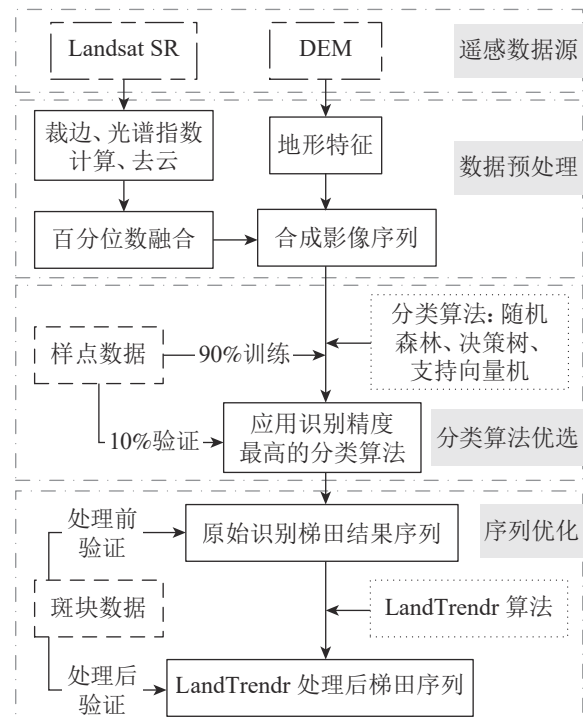 Landsat SR
DEM
遥感数据源
裁边、光谱指数
计算、去云
地形特征
数据预处理
百分位数融合
合成影像序列
分类算法：随机
森林、决策树、
支持向量机
样点数据
90%训练
10%验证
应用识别精度
最高的分类算法
分类算法优选
处理前
验证
原始识别梯田结果序列
序列优化
斑块数据
LandTrendr 算法
处理后
验证
LandTrendr 处理后梯田序列